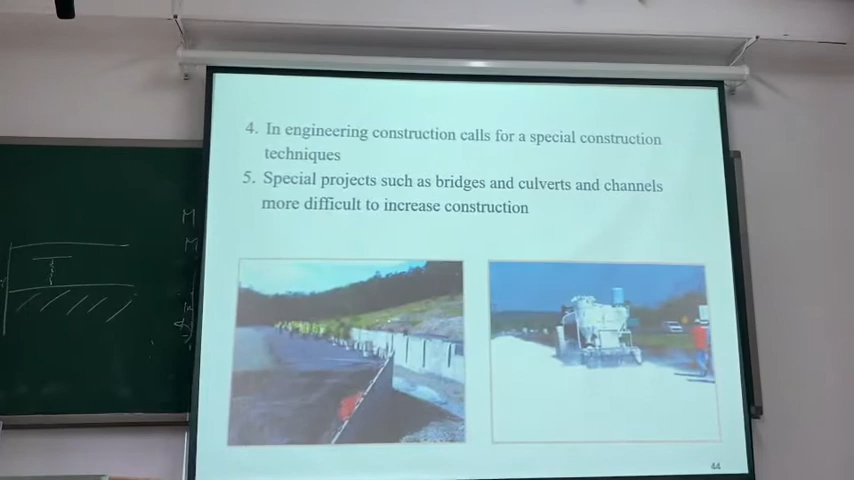 4. In engineering construction calls for a special construction
techniques
5. Special projects such as bridges and culverts and channels
more difficult to increase construction
44
M
M